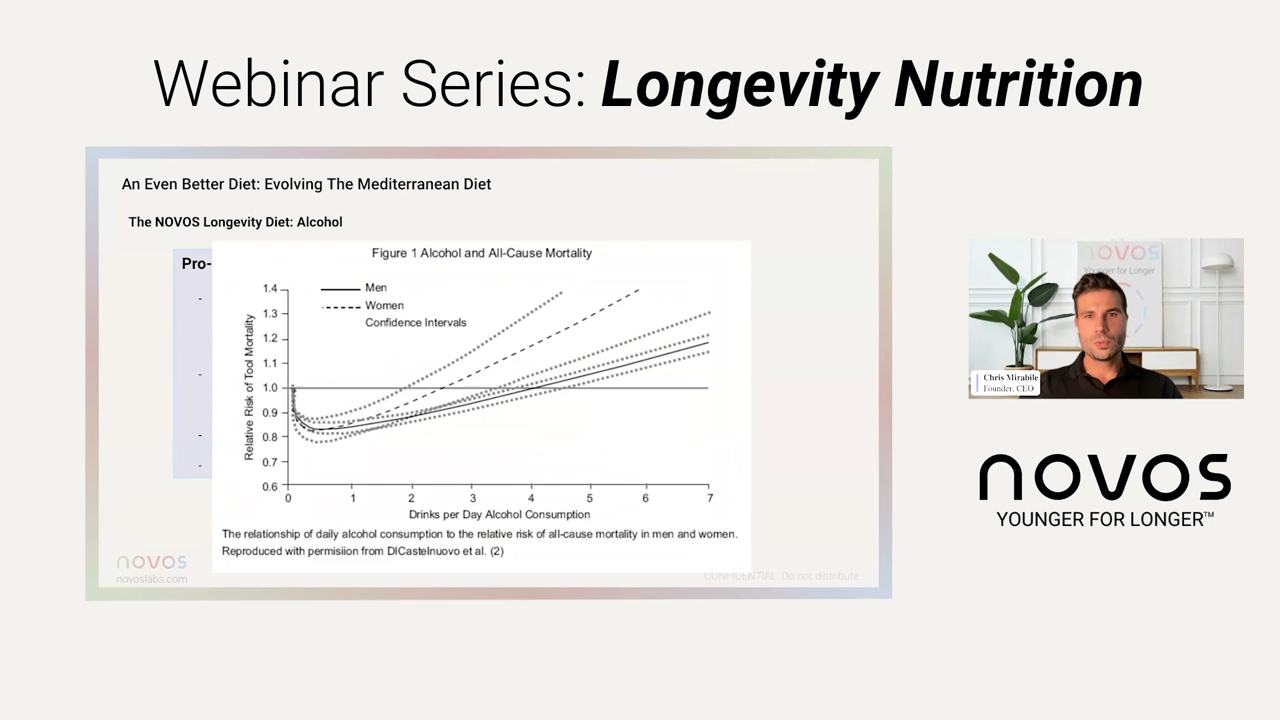 Webinar Series: Longevity Nutrition
An Even Better Diet: Evolving The Mediterranean Diet
The NOVOS Longevity Diet: Alcohol
Pro-
-
-
-
-
Figure 1 Alcohol and All-Cause Mortality
Men
Women
Confidence Intervals
Relative Risk of Tool Mortality
1.4
1.3
1.2
1.1
1.0
0.9
0.8
0.7
0.6
0 1 2 3 4 5 6 7
Drinks per Day Alcohol Consumption
The relationship of daily alcohol consumption to the relative risk of all-cause mortality in men and women.
Reproduced with permisiion from DICastelnuovo et al. (2)
novos
novoslabs.com
CONFIDENTIAL: Do not distribute
novos
Younger for Longer
Chris Mirabile
Founder, CEO
novos
YOUNGER FOR LONGER™